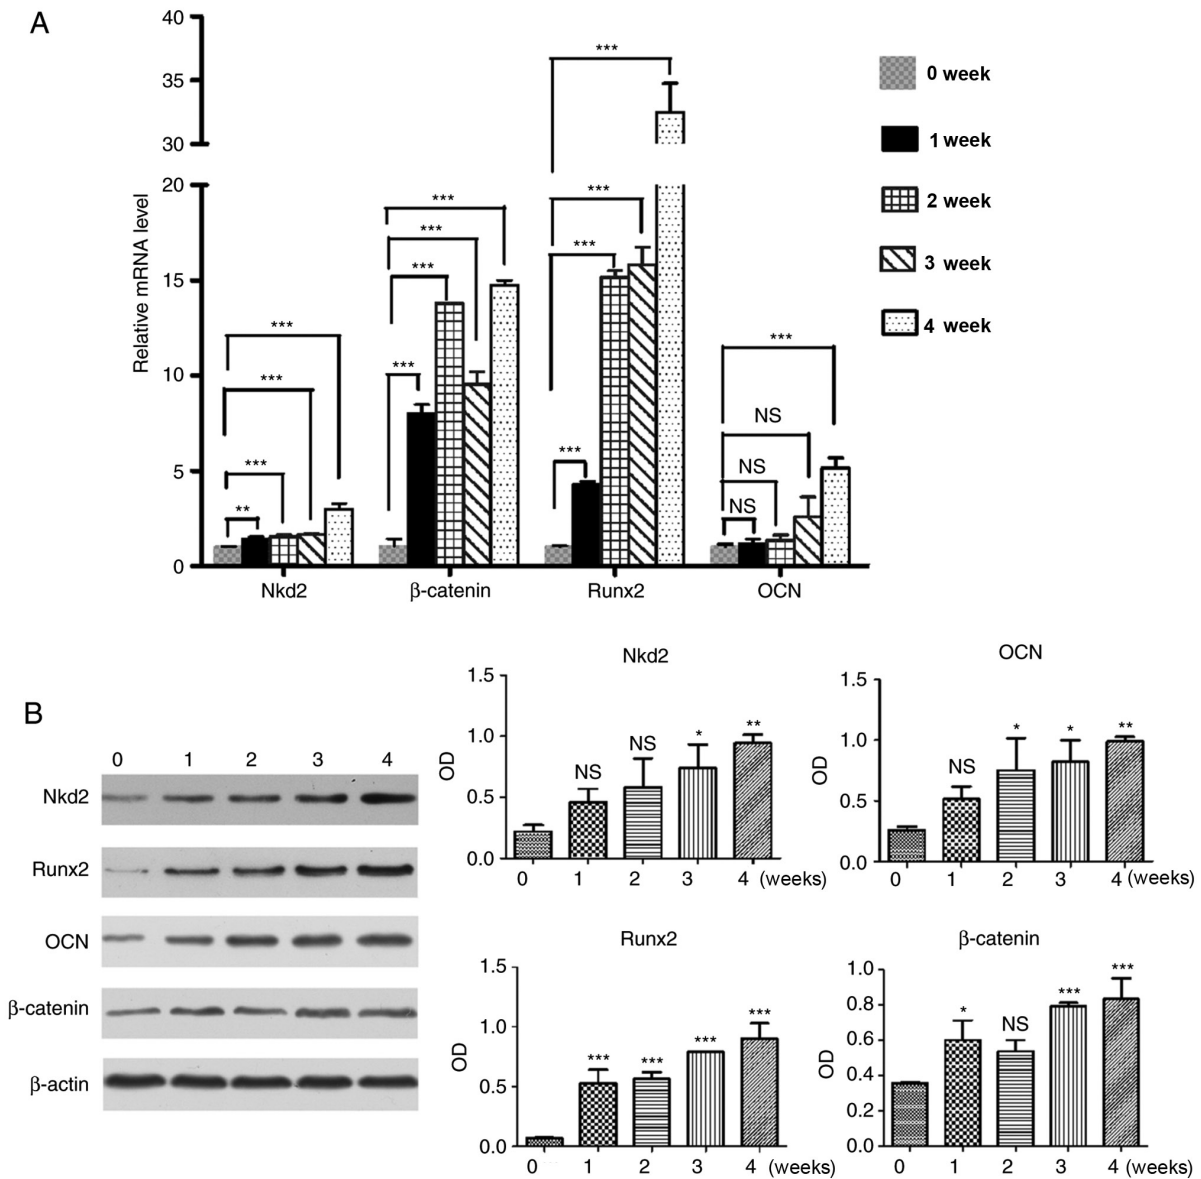 A
40
35
30
20
15
10
5
0
Relative mRNA level
***
***
***
**
***
***
***
***
***
***
***
***
***
NS
NS
NS
Nkd2
β-catenin
Runx2
OCN
0 week
1 week
2 week
3 week
4 week
B
0 1 2 3 4
Nkd2
Runx2
OCN
β-catenin
β-actin
Nkd2
1.5
1.0
0.5
0.0
OD
NS NS * **
0 1 2 3 4 (weeks)
OCN
1.5
1.0
0.5
0.0
OD
NS * * **
0 1 2 3 4 (weeks)
Runx2
1.5
1.0
0.5
0.0
OD
*** *** *** ***
0 1 2 3 4 (weeks)
β-catenin
1.0
0.8
0.6
0.4
0.2
0.0
OD
* NS *** ***
0 1 2 3 4 (weeks)